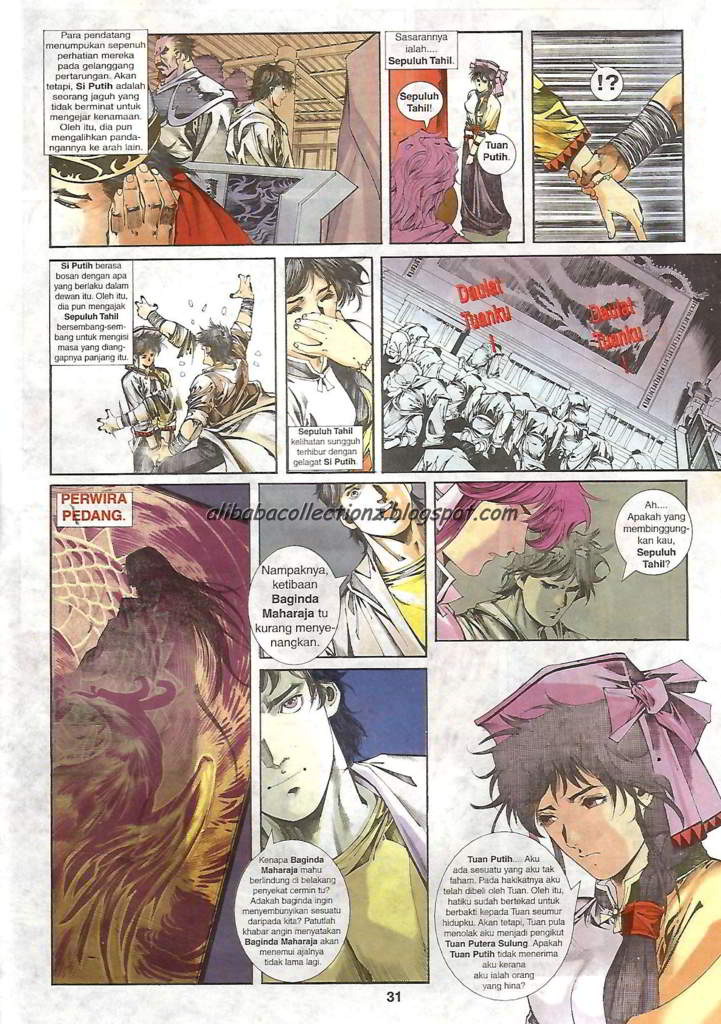 Para pendatang
menumpukan sepenuh
perhatian mereka
pada gelanggang
pertarungan. Akan
tetapi, Si Putih adalah
seorang jaguh yang
tidak berminat untuk
mengejar kenamaan.
Oleh itu, dia pun
mengalihkan panda-
ngannya ke arah lain.
Sasarannya
ialah....
Sepuluh Tahil.
Sepuluh
Tahil!
Tuan
Putih.
!?
Si Putih berasa
bosan dengan apa
yang berlaku dalam
dewan itu. Oleh itu,
dia pun mengajak
Sepuluh Tahil
bersembang-sem-
bang untuk mengisi
masa yang diang-
gapnya panjang itu.
Sepuluh Tahil
kelihatan sungguh
terhibur dengan
gelagat Si Putih.
Daulat
Tuanku
!
Daulat
Tuanku
!
PERWIRA
PEDANG.
alibabacollectionz.blogspot.com
Nampaknya,
ketibaan
Baginda
Maharaja tu
kurang menye-
nangkan.
Ah....
Apakah yang
membinggung-
kan kau,
Sepuluh
Tahil?
Kenapa Baginda
Maharaja mahu
berlindung di belakang
penyekat cermin tu?
Adakah baginda ingin
menyembunyikan sesuatu
daripada kita? Patutlah
khabar angin menyatakan
Baginda Maharaja akan
menemui ajalnya
tidak lama lagi.
Tuan Putih.... Aku
ada sesuatu yang aku tak
faham. Pada hakikatnya aku
telah dibeli oleh Tuan. Oleh itu,
hatiku sudah bertekad untuk
berbakti kepada Tuan seumur
hidupku. Akan tetapi, Tuan pula
menolak aku menjadi pengikut
Tuan Putera Sulung. Apakah
Tuan Putih tidak menerima
aku kerana
aku ialah orang
yang hina?
31